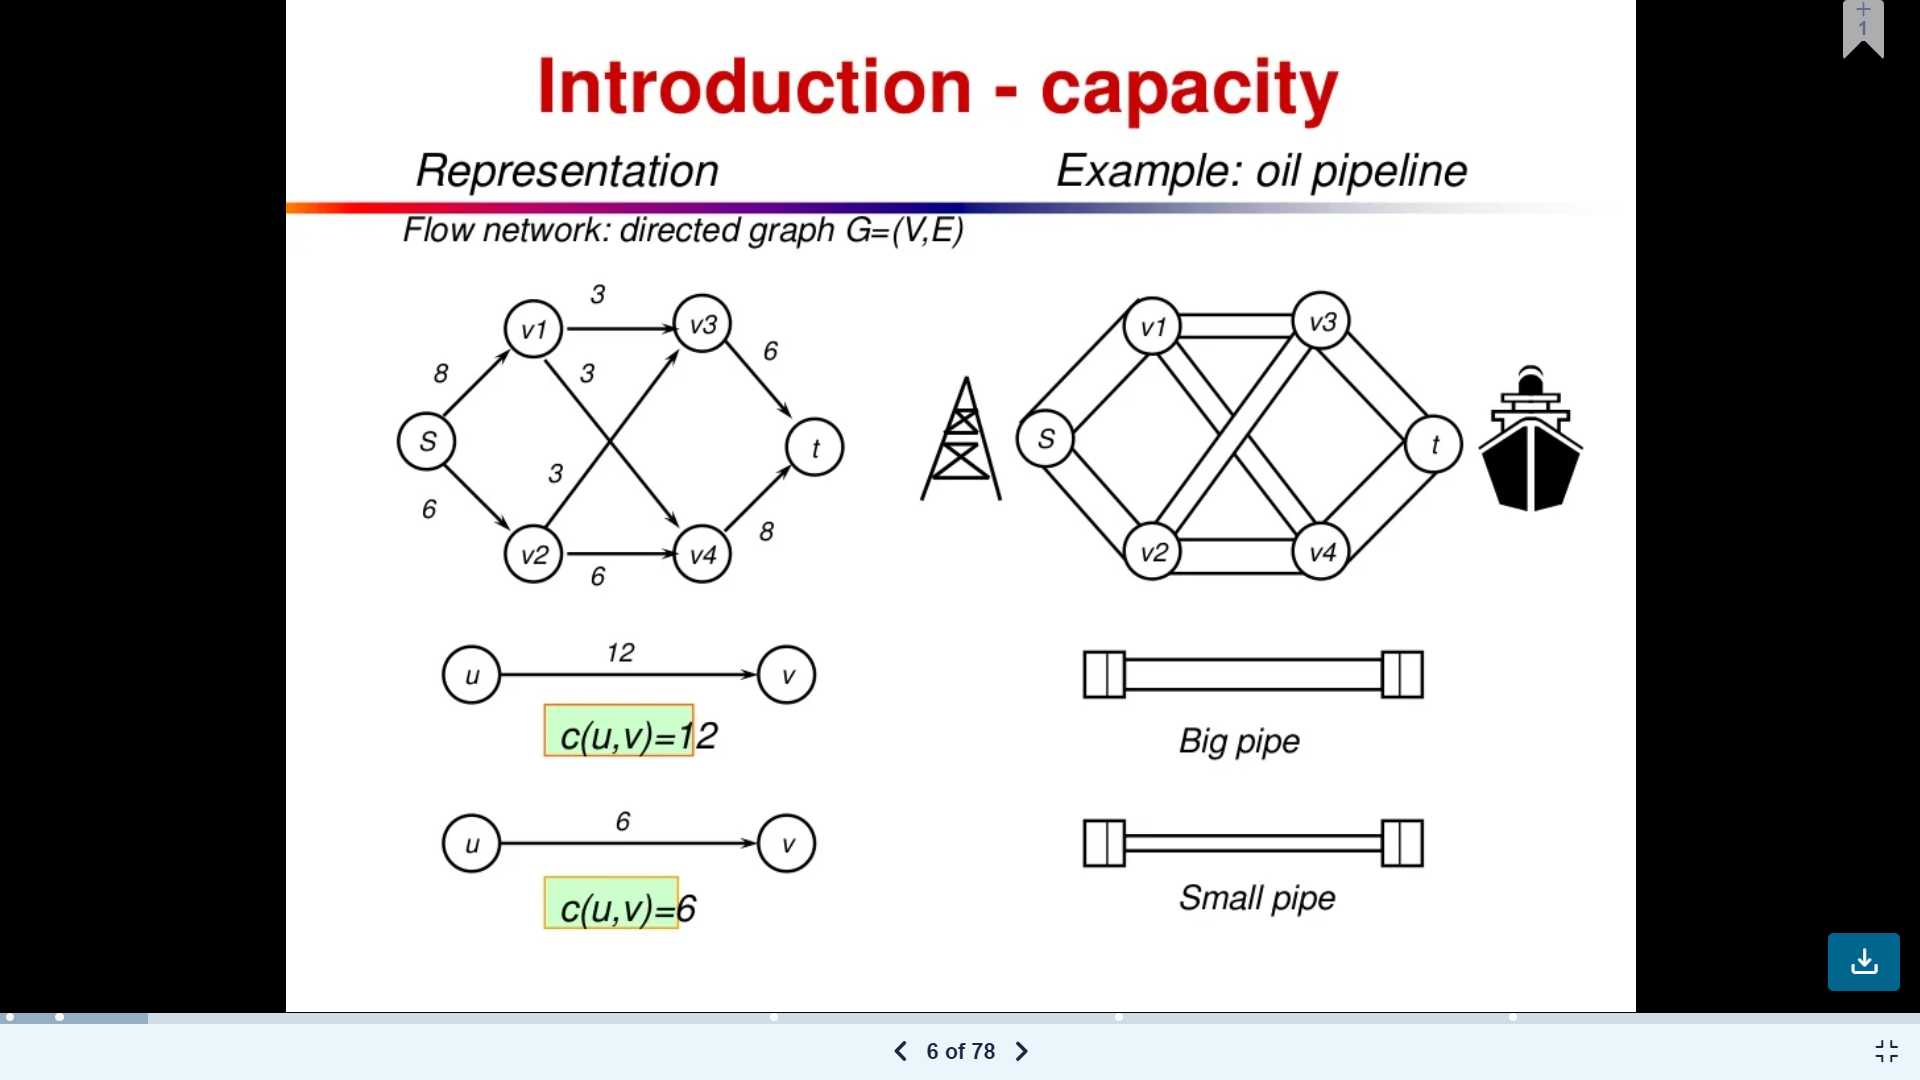 +
1
Introduction - capacity
Representation
Example: oil pipeline
Flow network: directed graph G=(V,E)
3
v1
v3
8
3
6
S
t
6
3
8
v2
v4
6
v1
v3
S
t
v2
v4
12
u
v
c(u,v)=12
Big pipe
6
u
v
c(u,v)=6
Small pipe
6 of 78